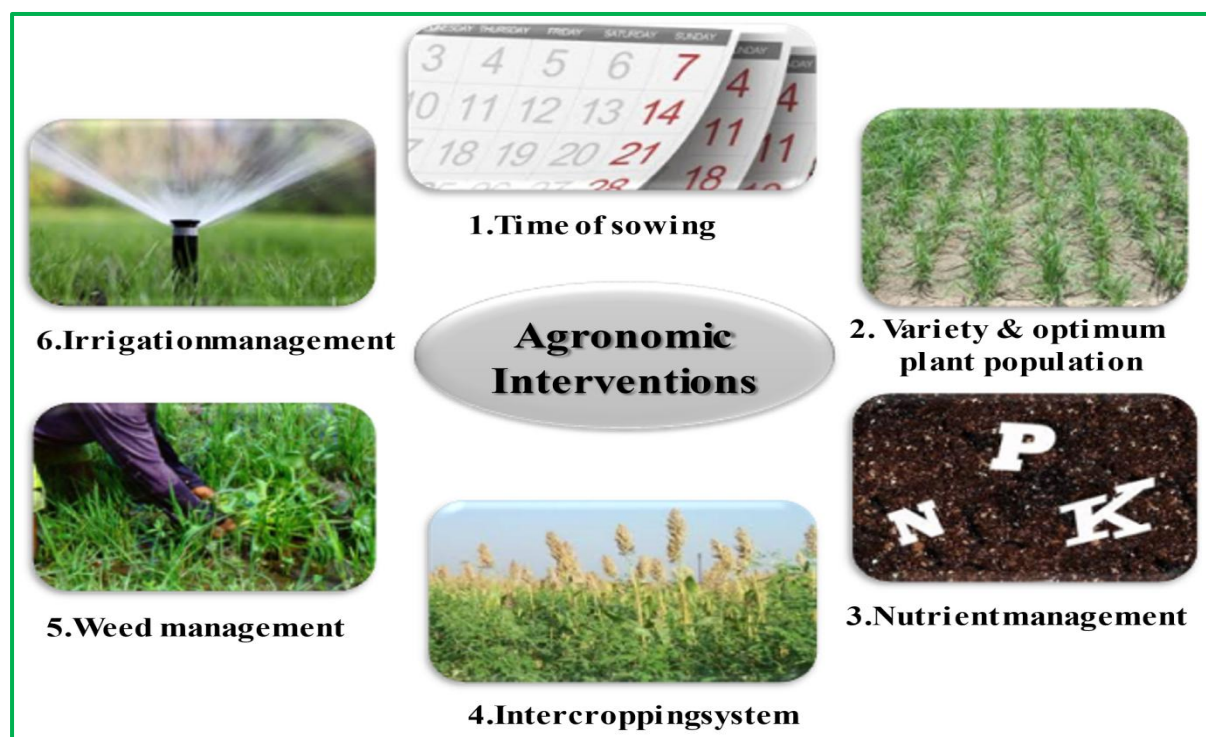 THURSDAY FRIDAY SATURDAY SUNDAY
3 4 5 6 7
10 11 12 13 14
17 18 19 20 21
28
4
11
18
4
11
1.Time of sowing
Agronomic
Interventions
2. Variety & optimum
plant population
N P K
3.Nutrientmanagement
4.Intercroppingsystem
5.Weed management
6.Irrigationmanagement